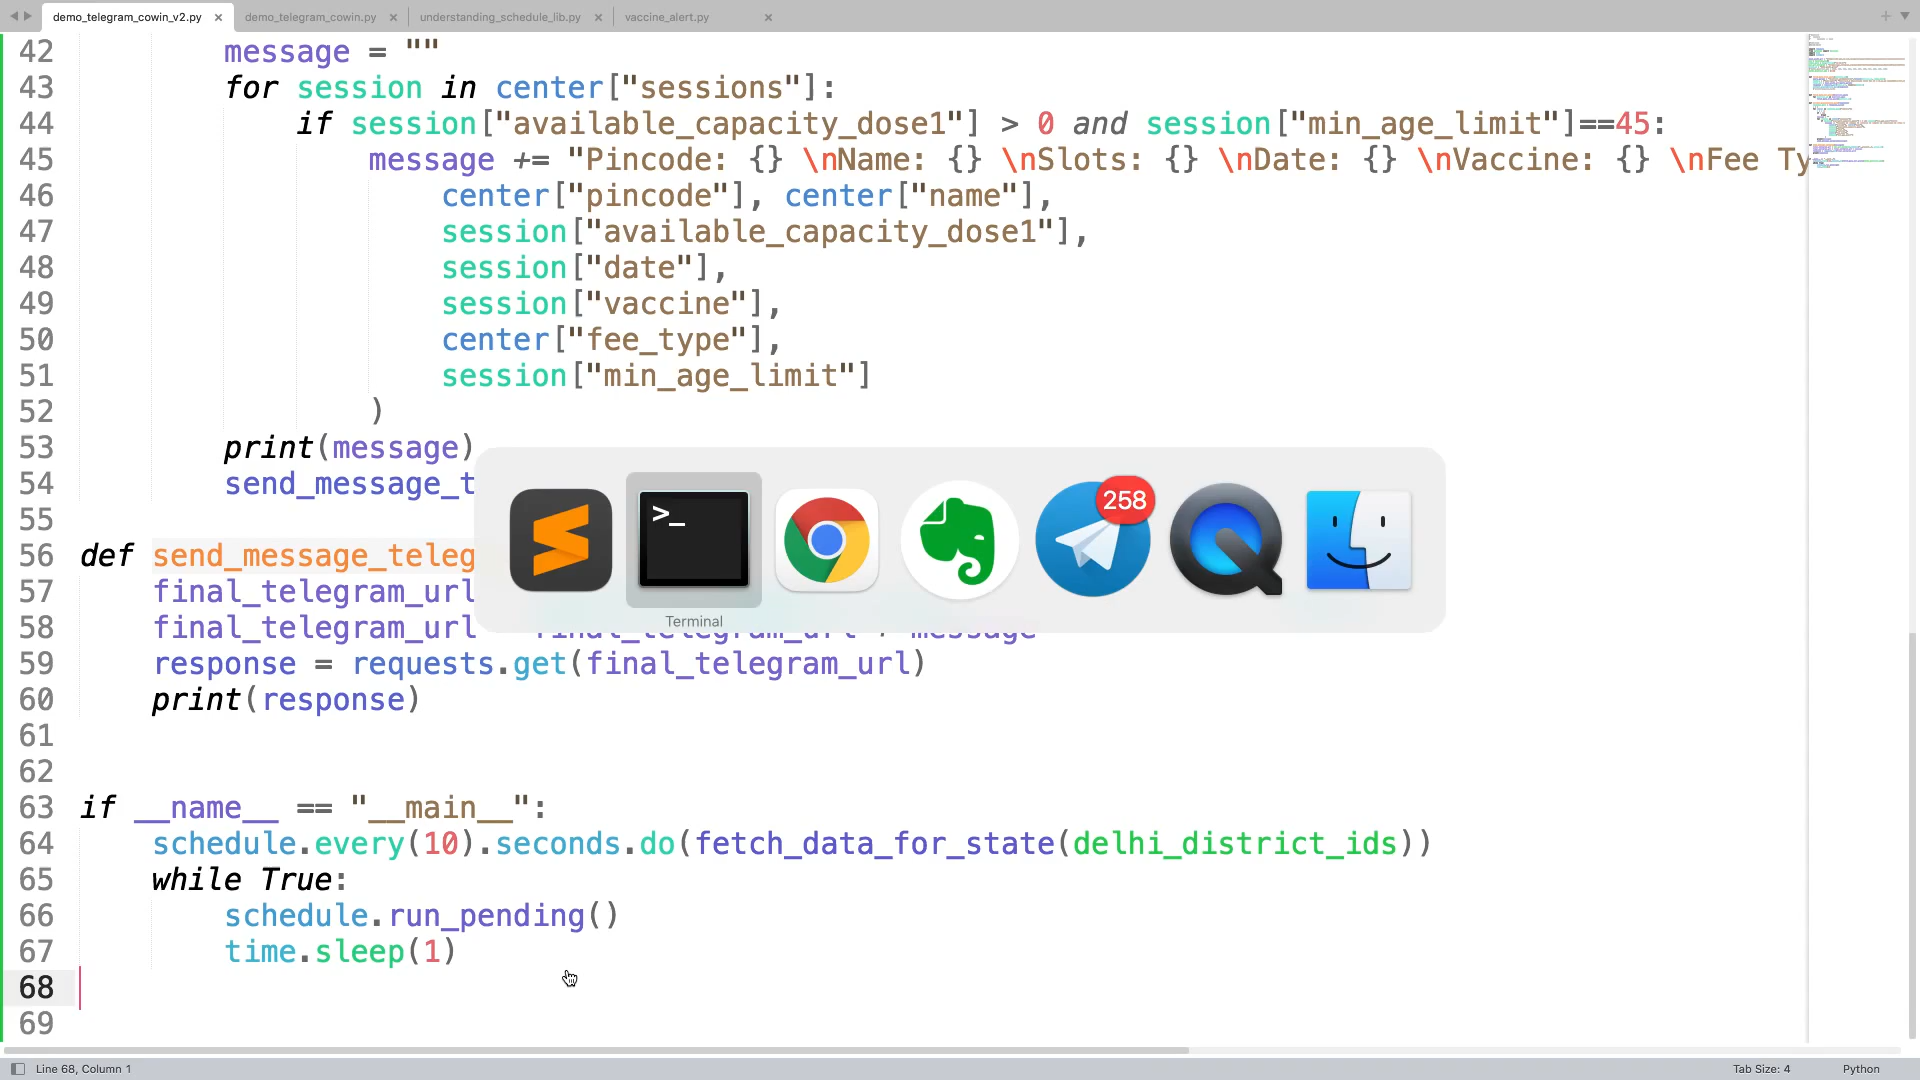 demo_telegram_cowin_v2.py × demo_telegram_cowin.py × understanding_schedule_lib.py × vaccine_alert.py ×
42 message = ""
43 for session in center["sessions"]:
44 if session["available_capacity_dose1"] > 0 and session["min_age_limit"]==45:
45 message += "Pincode: {} \nName: {} \nSlots: {} \nDate: {} \nVaccine: {} \nFee Ty
46 center["pincode"], center["name"],
47 session["available_capacity_dose1"],
48 session["date"],
49 session["vaccine"],
50 center["fee_type"],
51 session["min_age_limit"]
52 )
53 print(message)
54 send_message_t
55
56 def send_message_teleg
57 final_telegram_url
58 final_telegram_url
59 response = requests.get(final_telegram_url)
60 print(response)
61
62
63 if __name__ == "__main__":
64 schedule.every(10).seconds.do(fetch_data_for_state(delhi_district_ids))
65 while True:
66 schedule.run_pending()
67 time.sleep(1)
68
69
>_
258
Terminal
Line 68, Column 1
Tab Size: 4
Python